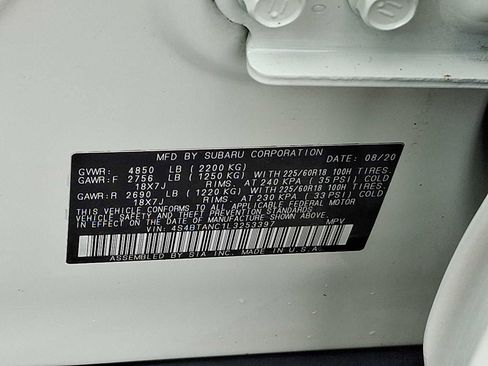 MFD BY SUBARU CORPORATION DATE: 08/20
GVWR: 4850 LB (2200 KG)
GAWR:F 2756 LB (1250 KG) WITH 225/60R18 100H TIRES,
18X7J RIMS, AT 240 KPA (35 PSI) COLD
GAWR:R 2690 LB (1220 KG) WITH 225/60R18 100H TIRES,
18X7J RIMS, AT 230 KPA (33 PSI) COLD
THIS VEHICLE CONFORMS TO ALL APPLICABLE FEDERAL MOTOR
VEHICLE SAFETY AND THEFT PREVENTION STANDARDS
IN EFFECT ON THE DATE OF MANUFACTURE SHOWN ABOVE.
VIN: 4S4BTANC1L3253397 MPV
ASSEMBLED BY SIA INC. MADE IN U.S.A.